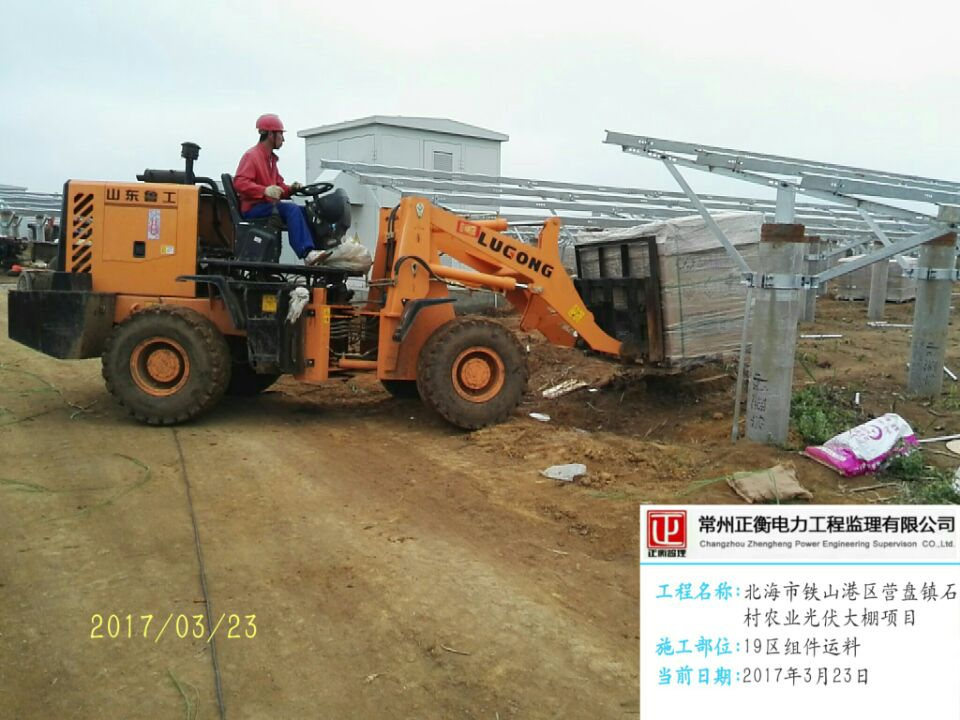 山东鲁工
LUGONG
2017/03/23
正衡监理
常州正衡电力工程监理有限公司
Changzhou Zhengheng Power Engineering Supervison CO.,Ltd.
工程名称:北海市铁山港区营盘镇石
村农业光伏大棚项目
施工部位:19区组件运料
当前日期:2017年3月23日